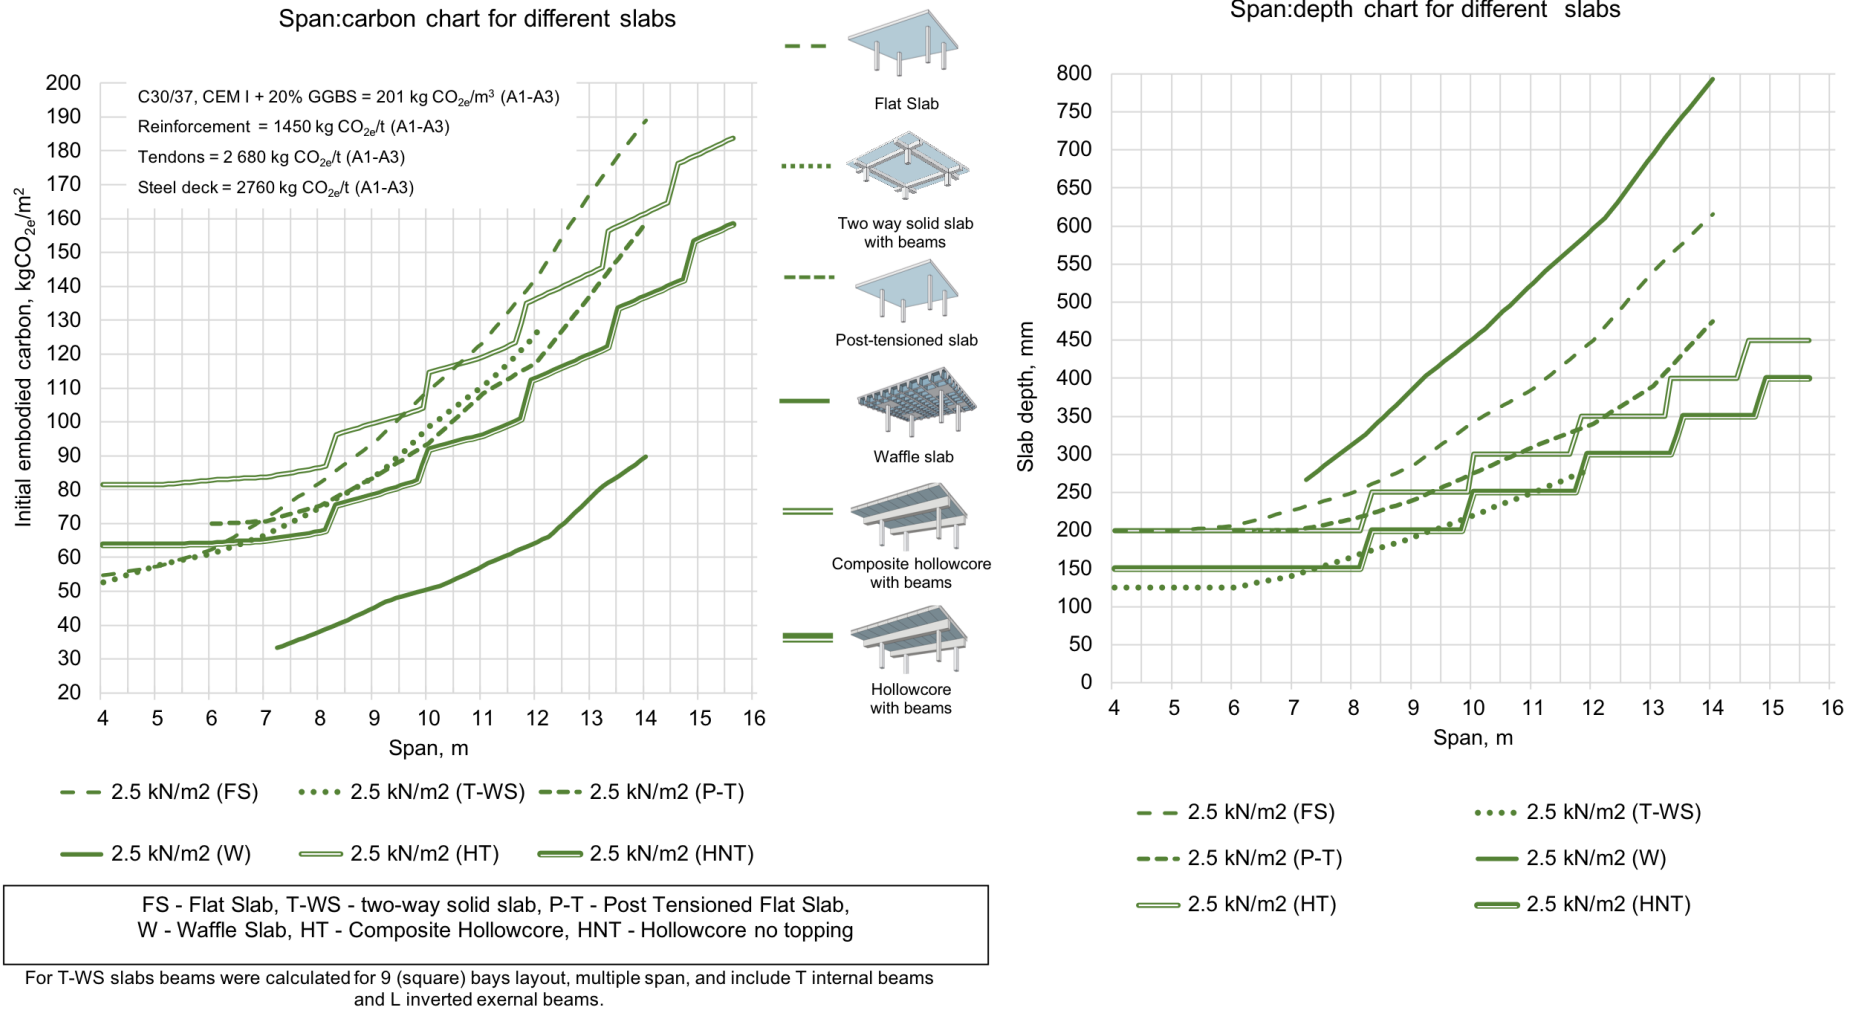 Span:carbon chart for different slabs
200
190
180
170
160
150
140
130
120
110
100
90
80
70
60
50
40
30
20
Initial embodied carbon, kgCO2e/m²
C30/37, CEM I + 20% GGBS = 201 kg CO2e/m³ (A1-A3)
Reinforcement = 1450 kg CO2e/t (A1-A3)
Tendons = 2 680 kg CO2e/t (A1-A3)
Steel deck = 2760 kg CO2e/t (A1-A3)
4 5 6 7 8 9 10 11 12 13 14 15 16
Span, m
2.5 kN/m2 (FS) 2.5 kN/m2 (T-WS) 2.5 kN/m2 (P-T)
2.5 kN/m2 (W) 2.5 kN/m2 (HT) 2.5 kN/m2 (HNT)
FS - Flat Slab, T-WS - two-way solid slab, P-T - Post Tensioned Flat Slab,
W - Waffle Slab, HT - Composite Hollowcore, HNT - Hollowcore no topping
For T-WS slabs beams were calculated for 9 (square) bays layout, multiple span, and include T internal beams
and L inverted exernal beams.
Flat Slab
Two way solid slab
with beams
Post-tensioned slab
Waffle slab
Composite hollowcore
with beams
Hollowcore
with beams
Span:depth chart for different slabs
800
750
700
650
600
550
500
450
400
350
300
250
200
150
100
50
0
Slab depth, mm
4 5 6 7 8 9 10 11 12 13 14 15 16
Span, m
2.5 kN/m2 (FS) 2.5 kN/m2 (T-WS)
2.5 kN/m2 (P-T) 2.5 kN/m2 (W)
2.5 kN/m2 (HT) 2.5 kN/m2 (HNT)